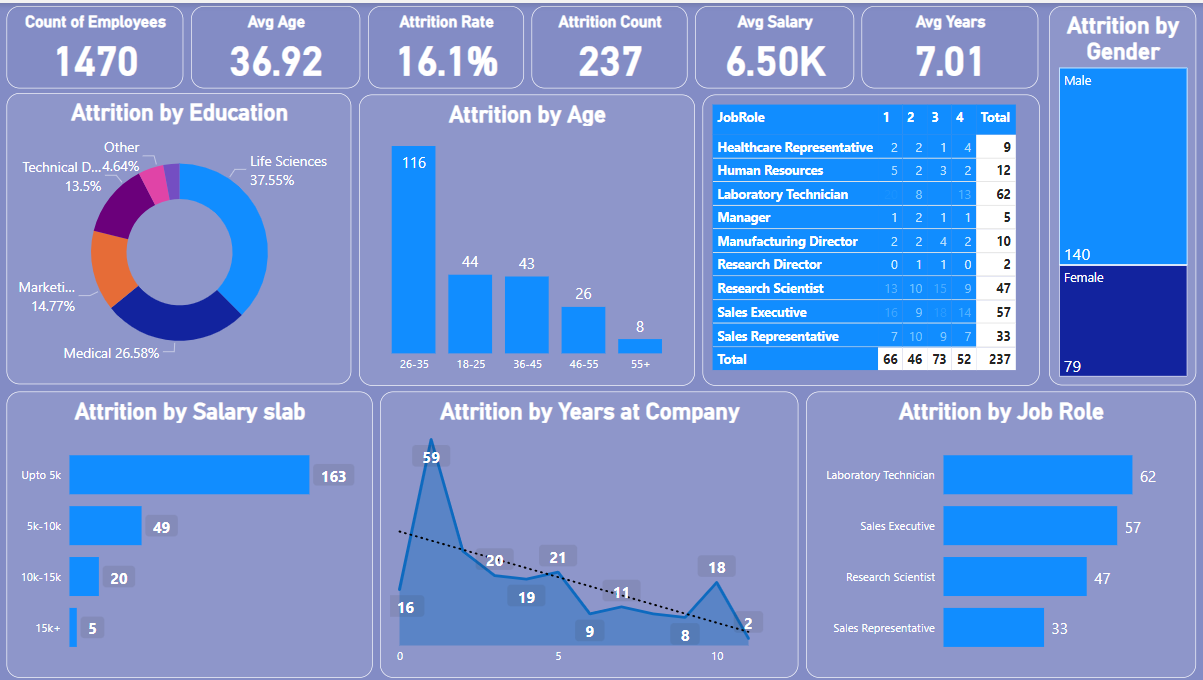 Count of Employees
1470
Avg Age
36.92
Attrition Rate
16.1%
Attrition Count
237
Avg Salary
6.50K
Avg Years
7.01
Attrition by
Gender
Male
140
Female
79
Attrition by Education
Other
4.64%
Technical D...
13.5%
Life Sciences
37.55%
Marketi...
14.77%
Medical 26.58%
Attrition by Age
116
44
43
26
8
26-35 18-25 36-45 46-55 55+
JobRole 1 2 3 4 Total
Healthcare Representative 2 2 1 4 9
Human Resources 5 2 3 2 12
Laboratory Technician 8 13 62
Manager 1 2 1 1 5
Manufacturing Director 2 2 4 2 10
Research Director 0 1 1 0 2
Research Scientist 13 10 15 9 47
Sales Executive 16 9 18 14 57
Sales Representative 7 10 9 7 33
Total 66 46 73 52 237
Attrition by Salary slab
Upto 5k 163
5k-10k 49
10k-15k 20
15k+ 5
Attrition by Years at Company
59
16
20
19
21
9
11
8
18
2
0 5 10
Attrition by Job Role
Laboratory Technician 62
Sales Executive 57
Research Scientist 47
Sales Representative 33